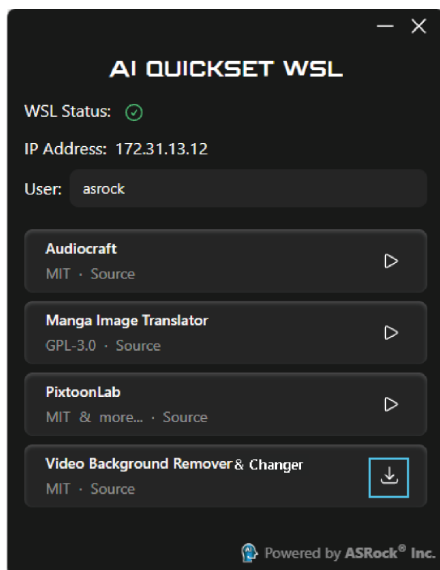 AI QUICKSET WSL
WSL Status:
IP Address: 172.31.13.12
User: asrock
Audiocraft
MIT · Source
Manga Image Translator
GPL-3.0 · Source
PixtoonLab
MIT & more... · Source
Video Background Remover & Changer
MIT · Source
Powered by ASRock® Inc.